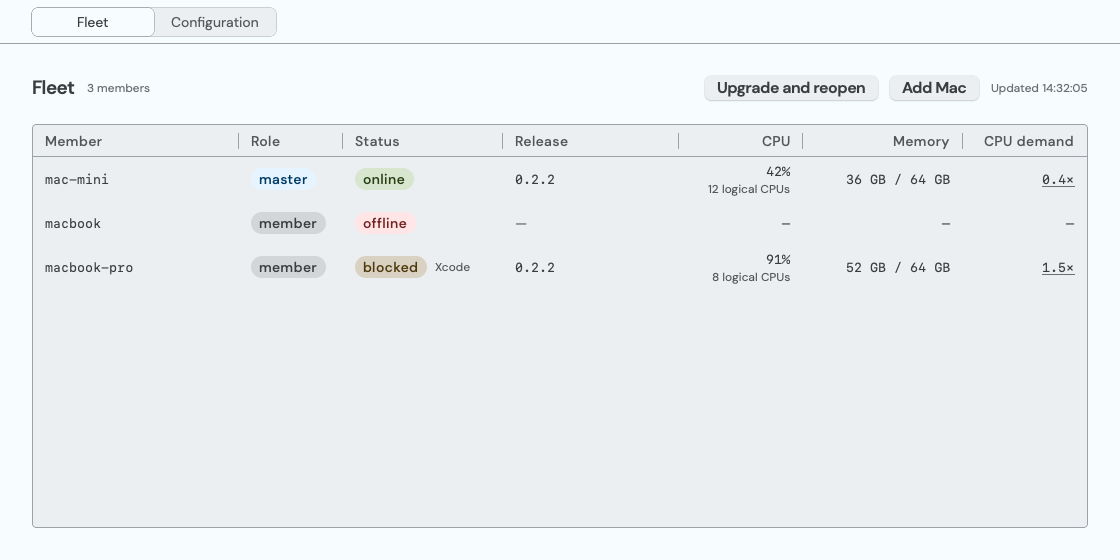 Fleet Configuration
Fleet 3 members Upgrade and reopen Add Mac Updated 14:32:05
Member Role Status Release CPU Memory CPU demand
mac-mini master online 0.2.2 42% 36 GB / 64 GB 0.4×
12 logical CPUs
macbook member offline — — — —
macbook-pro member blocked Xcode 0.2.2 91% 52 GB / 64 GB 1.5×
8 logical CPUs